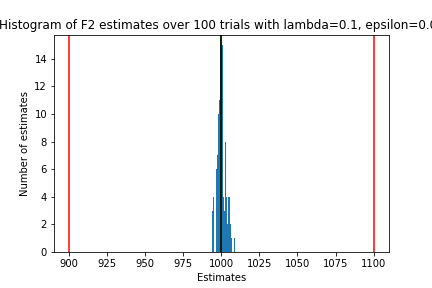 Histogram of F2 estimates over 100 trials with lambda=0.1, epsilon=0.0
14
12
10
8
6
4
2
0
Number of estimates
900 925 950 975 1000 1025 1050 1075 1100
Estimates